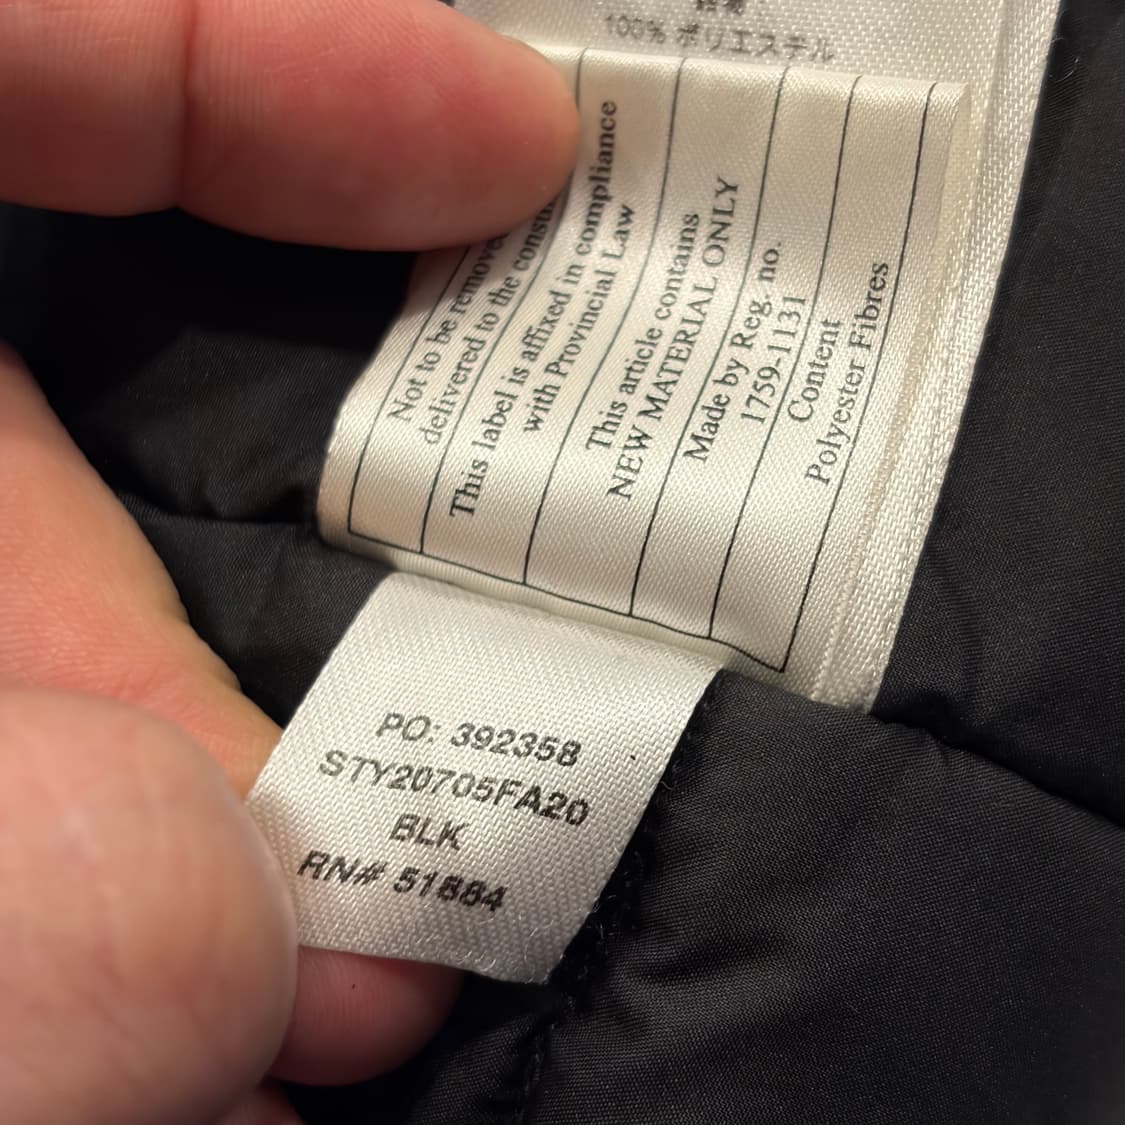 100% ポリエステル
Not to be remove
delivered to the
This label is affixed in compliance
with Provincial Law
This article contains
NEW MATERIAL ONLY
Made by Reg. no.
1759-1131
Content
Polyester Fibres
PO: 392358
STY20705FA20
BLK
RN# 51884